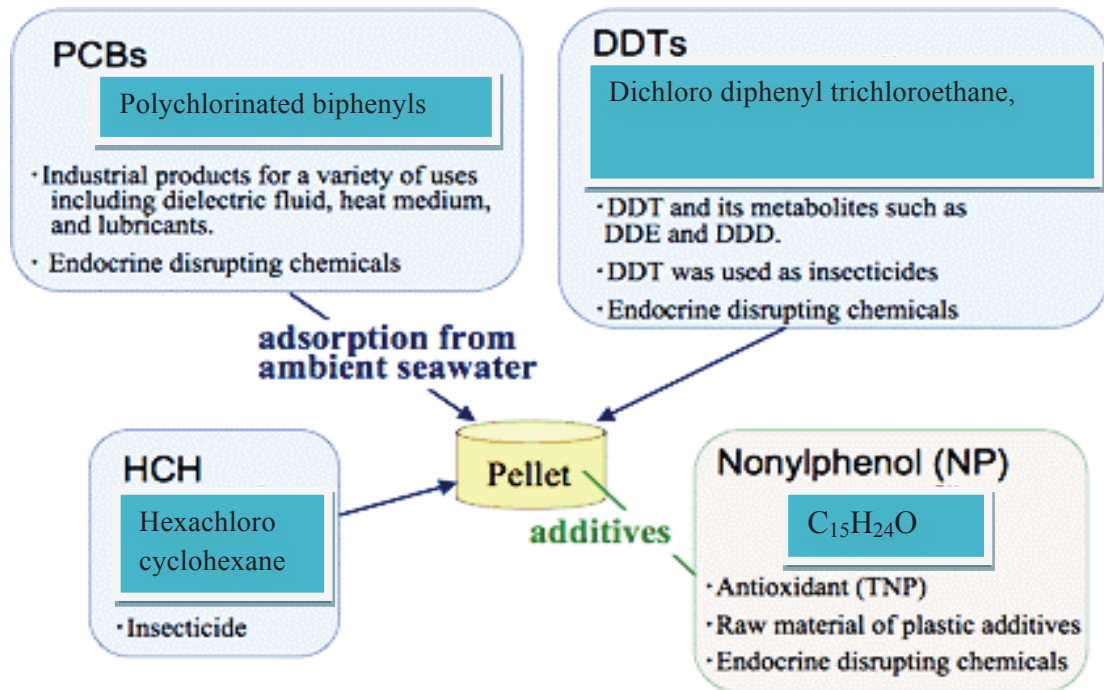 PCBs
Polychlorinated biphenyls
·Industrial products for a variety of uses
including dielectric fluid, heat medium,
and lubricants.
· Endocrine disrupting chemicals
DDTs
Dichloro diphenyl trichloroethane,
·DDT and its metabolites such as
DDE and DDD.
·DDT was used as insecticides
·Endocrine disrupting chemicals
adsorption from
ambient seawater
HCH
Hexachloro
cyclohexane
·Insecticide
Pellet
additives
Nonylphenol (NP)
C₁₅H₂₄O
·Antioxidant (TNP)
·Raw material of plastic additives
·Endocrine disrupting chemicals